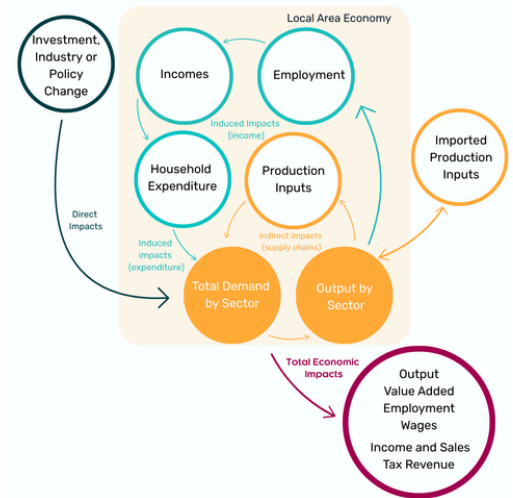 Local Area Economy
Investment,
Industry or
Policy
Change
Incomes
Employment
Induced Impacts
(income)
Imported
Production
Inputs
Household
Expenditure
Production
Inputs
Direct
Impacts
Induced
impacts
(expenditure)
Indirect impacts
(supply chains)
Total Demand
by Sector
Output by
Sector
Total Economic
Impacts
Output
Value Added
Employment
Wages
Income and Sales
Tax Revenue